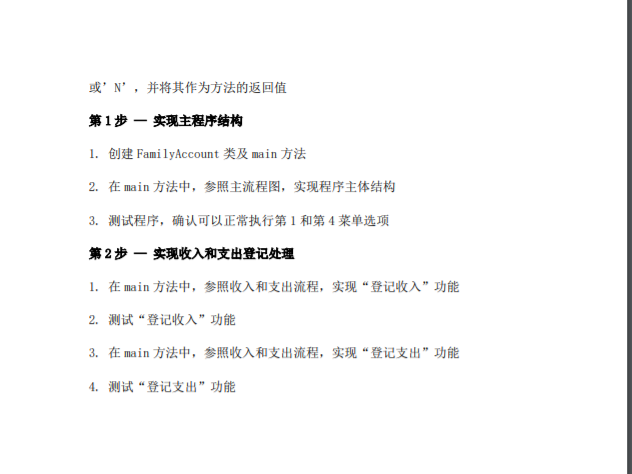 或’N’，并将其作为方法的返回值
第 1 步 — 实现主程序结构
1. 创建 FamilyAccount 类及 main 方法
2. 在 main 方法中，参照主流程图，实现程序主体结构
3. 测试程序，确认可以正常执行第 1 和第 4 菜单选项
第 2 步 — 实现收入和支出登记处理
1. 在 main 方法中，参照收入和支出流程，实现“登记收入”功能
2. 测试“登记收入”功能
3. 在 main 方法中，参照收入和支出流程，实现“登记支出”功能
4. 测试“登记支出”功能